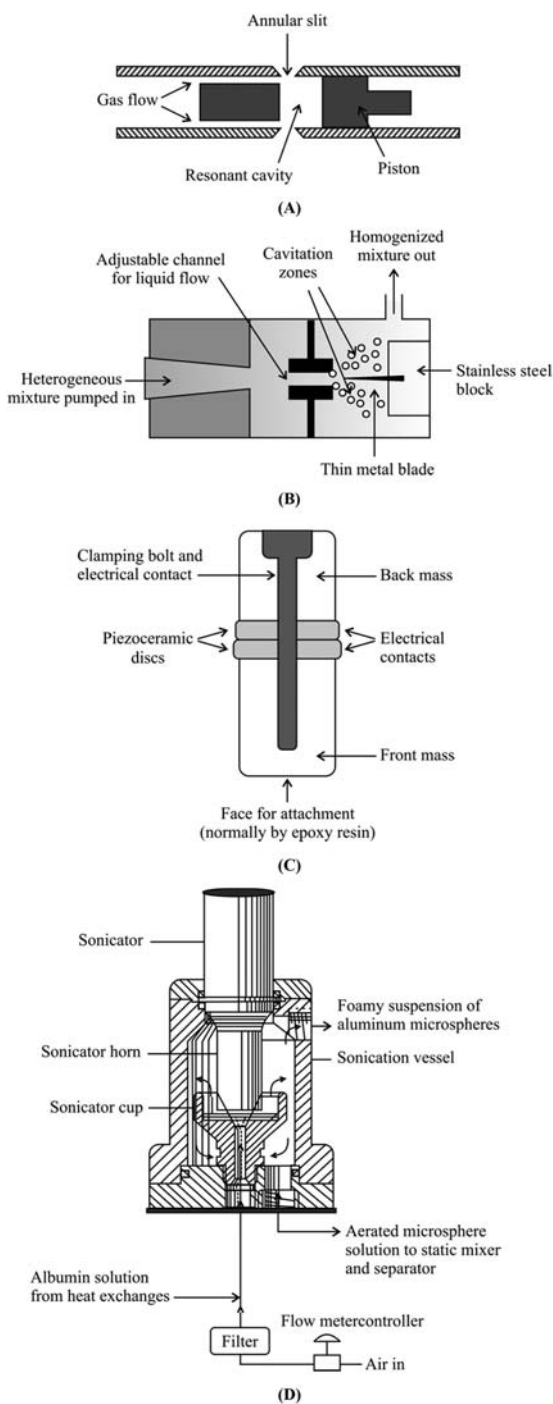 Annular slit
Gas flow
Resonant cavity
Piston
(A)
Homogenized
mixture out
Adjustable channel
for liquid flow
Cavitation
zones
Heterogeneous
mixture pumped in
Stainless steel
block
Thin metal blade
(B)
Clamping bolt and
electrical contact
Back mass
Piezoceramic
discs
Electrical
contacts
Front mass
Face for attachment
(normally by epoxy resin)
(C)
Sonicator
Foamy suspension of
aluminum microspheres
Sonicator horn
Sonication vessel
Sonicator cup
Aerated microsphere
solution to static mixer
and separator
Albumin solution
from heat exchanges
Flow metercontroller
Filter
Air in
(D)